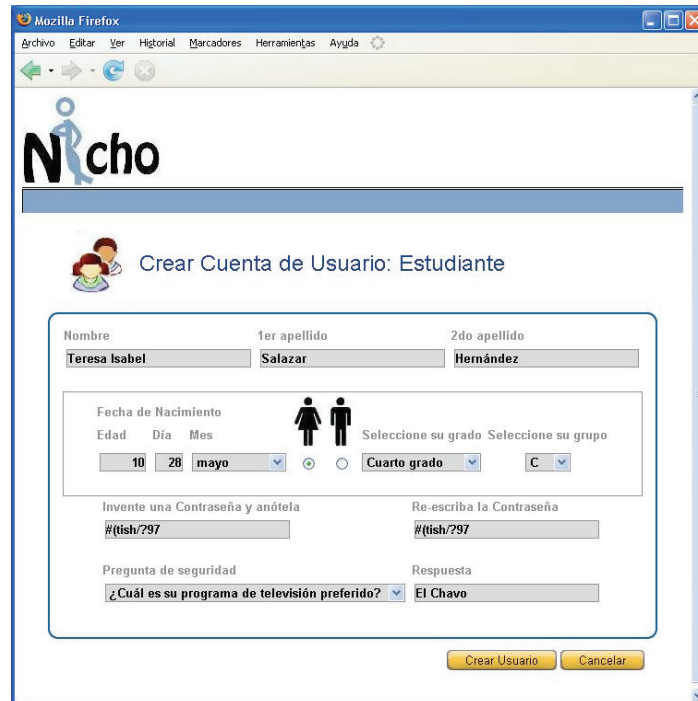 Mozilla Firefox
Archivo Editar Ver Historial Marcadores Herramientas Ayuda
Nicho
Crear Cuenta de Usuario: Estudiante
Nombre 1er apellido 2do apellido
Teresa Isabel Salazar Hernández
Fecha de Nacimiento
Edad Día Mes Seleccione su grado Seleccione su grupo
10 28 mayo Cuarto grado C
Invente una Contraseña y anótela Re-escriba la Contraseña
#(tish/?97 #(tish/?97
Pregunta de seguridad Respuesta
¿Cuál es su programa de televisión preferido? El Chavo
Crear Usuario Cancelar